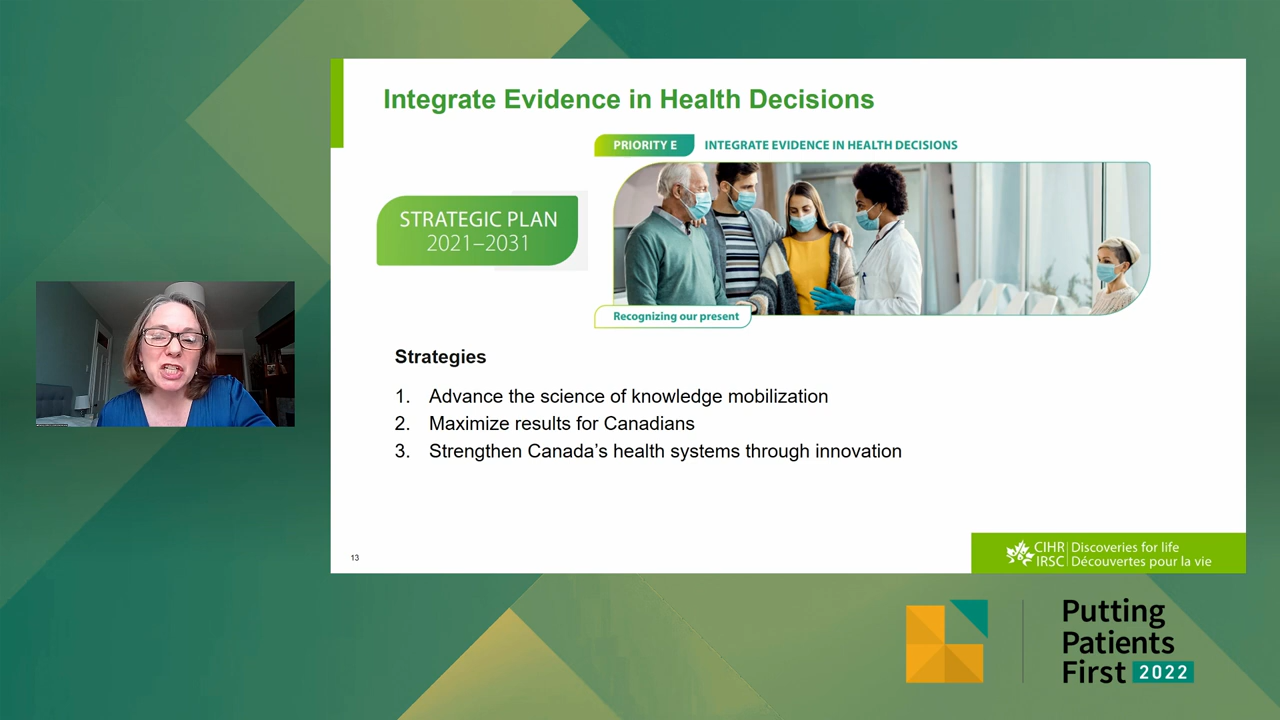 Integrate Evidence in Health Decisions
PRIORITY E
INTEGRATE EVIDENCE IN HEALTH DECISIONS
STRATEGIC PLAN
2021–2031
Recognizing our present
Strategies
1. Advance the science of knowledge mobilization
2. Maximize results for Canadians
3. Strengthen Canada's health systems through innovation
13
CIHR Discoveries for life
IRSC Découvertes pour la vie
Putting
Patients
First 2022